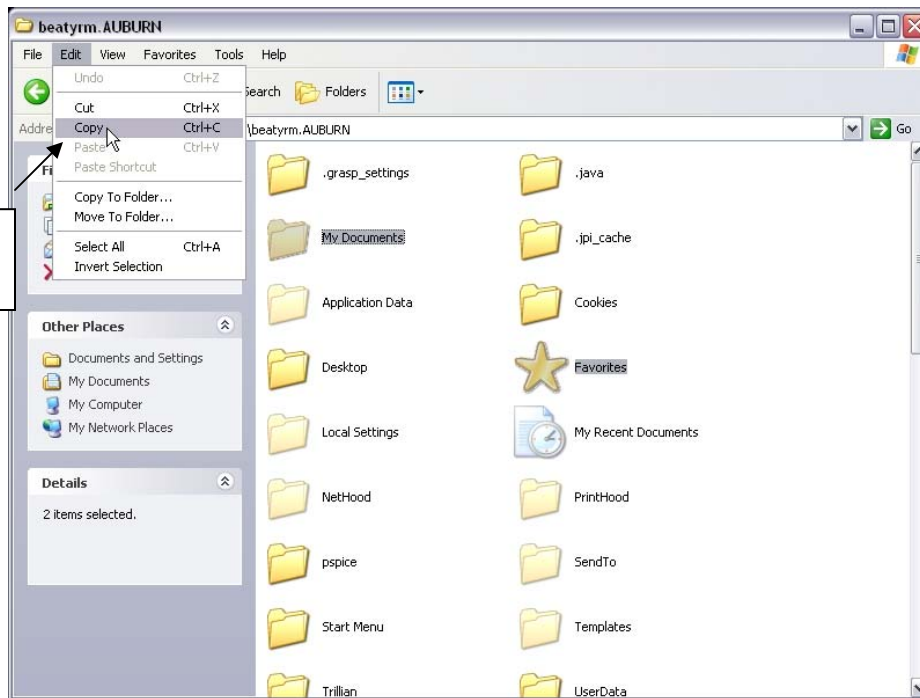 beatyrm.AUBURN
File Edit View Favorites Tools Help
Undo Ctrl+Z
Cut Ctrl+X
Copy Ctrl+C
Paste Ctrl+V
Paste Shortcut
Copy To Folder...
Move To Folder...
Select All Ctrl+A
Invert Selection
Folders
\beatyrm.AUBURN Go
Other Places
Documents and Settings
My Documents
My Computer
My Network Places
Details
2 items selected.
.grasp_settings .java
My Documents .jpi_cache
Application Data Cookies
Desktop Favorites
Local Settings My Recent Documents
NetHood PrintHood
pspice SendTo
Start Menu Templates
Trillian UserData